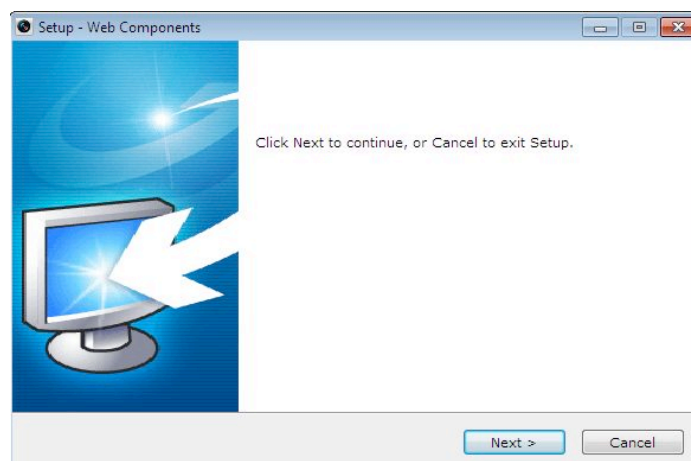 Setup - Web Components
Click Next to continue, or Cancel to exit Setup.
Next >
Cancel